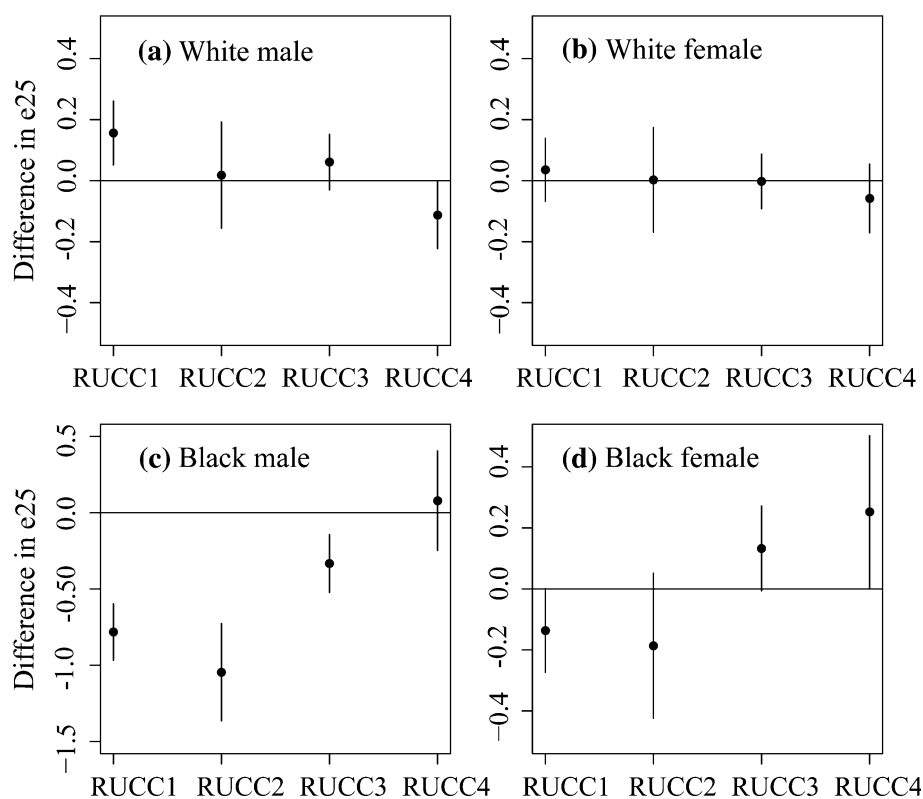 (a) White male
(b) White female
Difference in e25
0.4
0.2
0.0
−0.2
−0.4
0.4
0.2
0.0
−0.2
−0.4
RUCC1 RUCC2 RUCC3 RUCC4
RUCC1 RUCC2 RUCC3 RUCC4
(c) Black male
(d) Black female
Difference in e25
0.5
0.0
-0.50
-1.0
−1.5
0.4
0.2
0.0
-0.2
−0.4
RUCC1 RUCC2 RUCC3 RUCC4
RUCC1 RUCC2 RUCC3 RUCC4